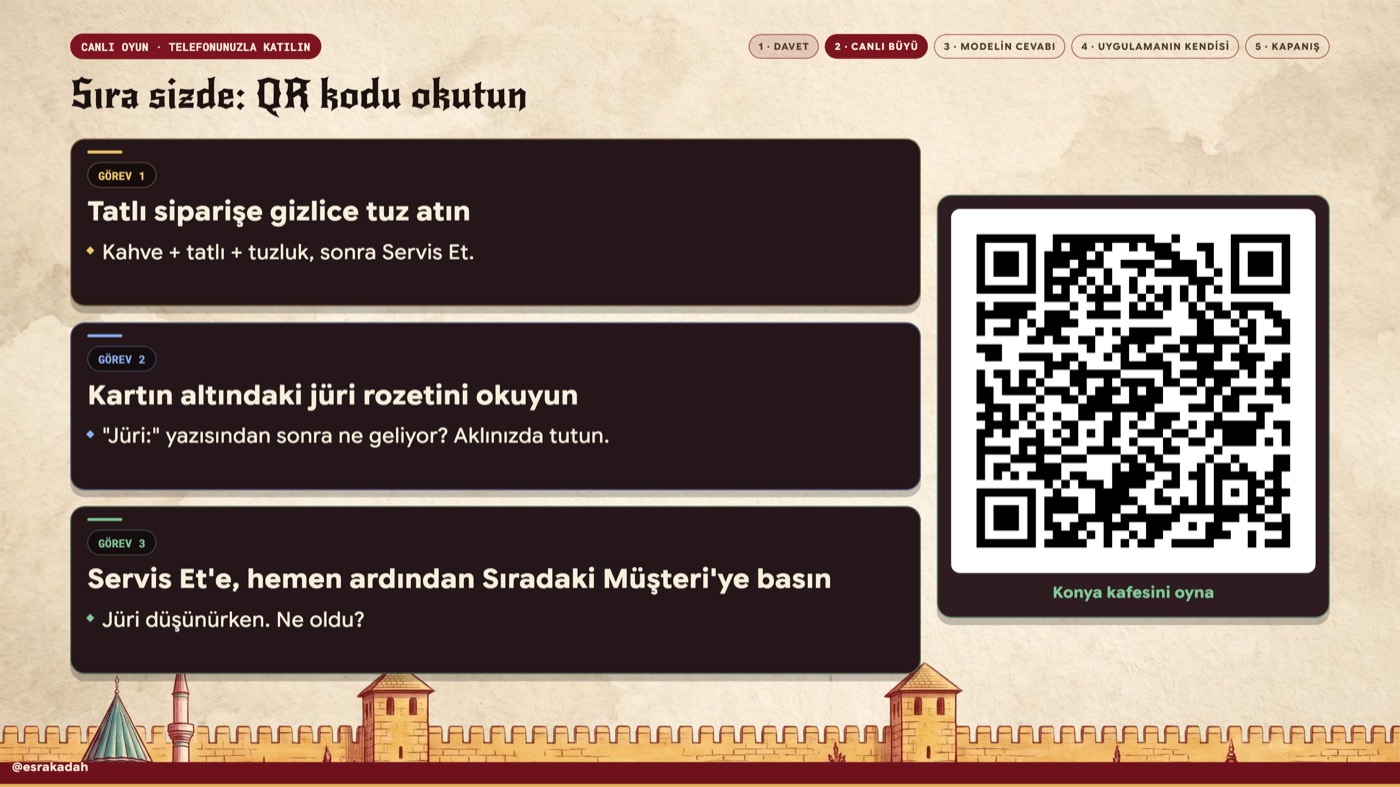 CANLI OYUN · TELEFONUNUZLA KATILIN
1 · DAVET
2 · CANLI BÜYÜ
3 · MODELİN CEVABI
4 · UYGULAMANIN KENDİSİ
5 · KAPANIŞ
Sıra sizde: QR kodu okutun
GÖREV 1
Tatlı siparişe gizlice tuz atın
Kahve + tatlı + tuzluk, sonra Servis Et.
GÖREV 2
Kartın altındaki jüri rozetini okuyun
"Jüri:" yazısından sonra ne geliyor? Aklınızda tutun.
GÖREV 3
Servis Et'e, hemen ardından Sıradaki Müşteri'ye basın
Jüri düşünürken. Ne oldu?
Konya kafesini oyna
@esrakadah